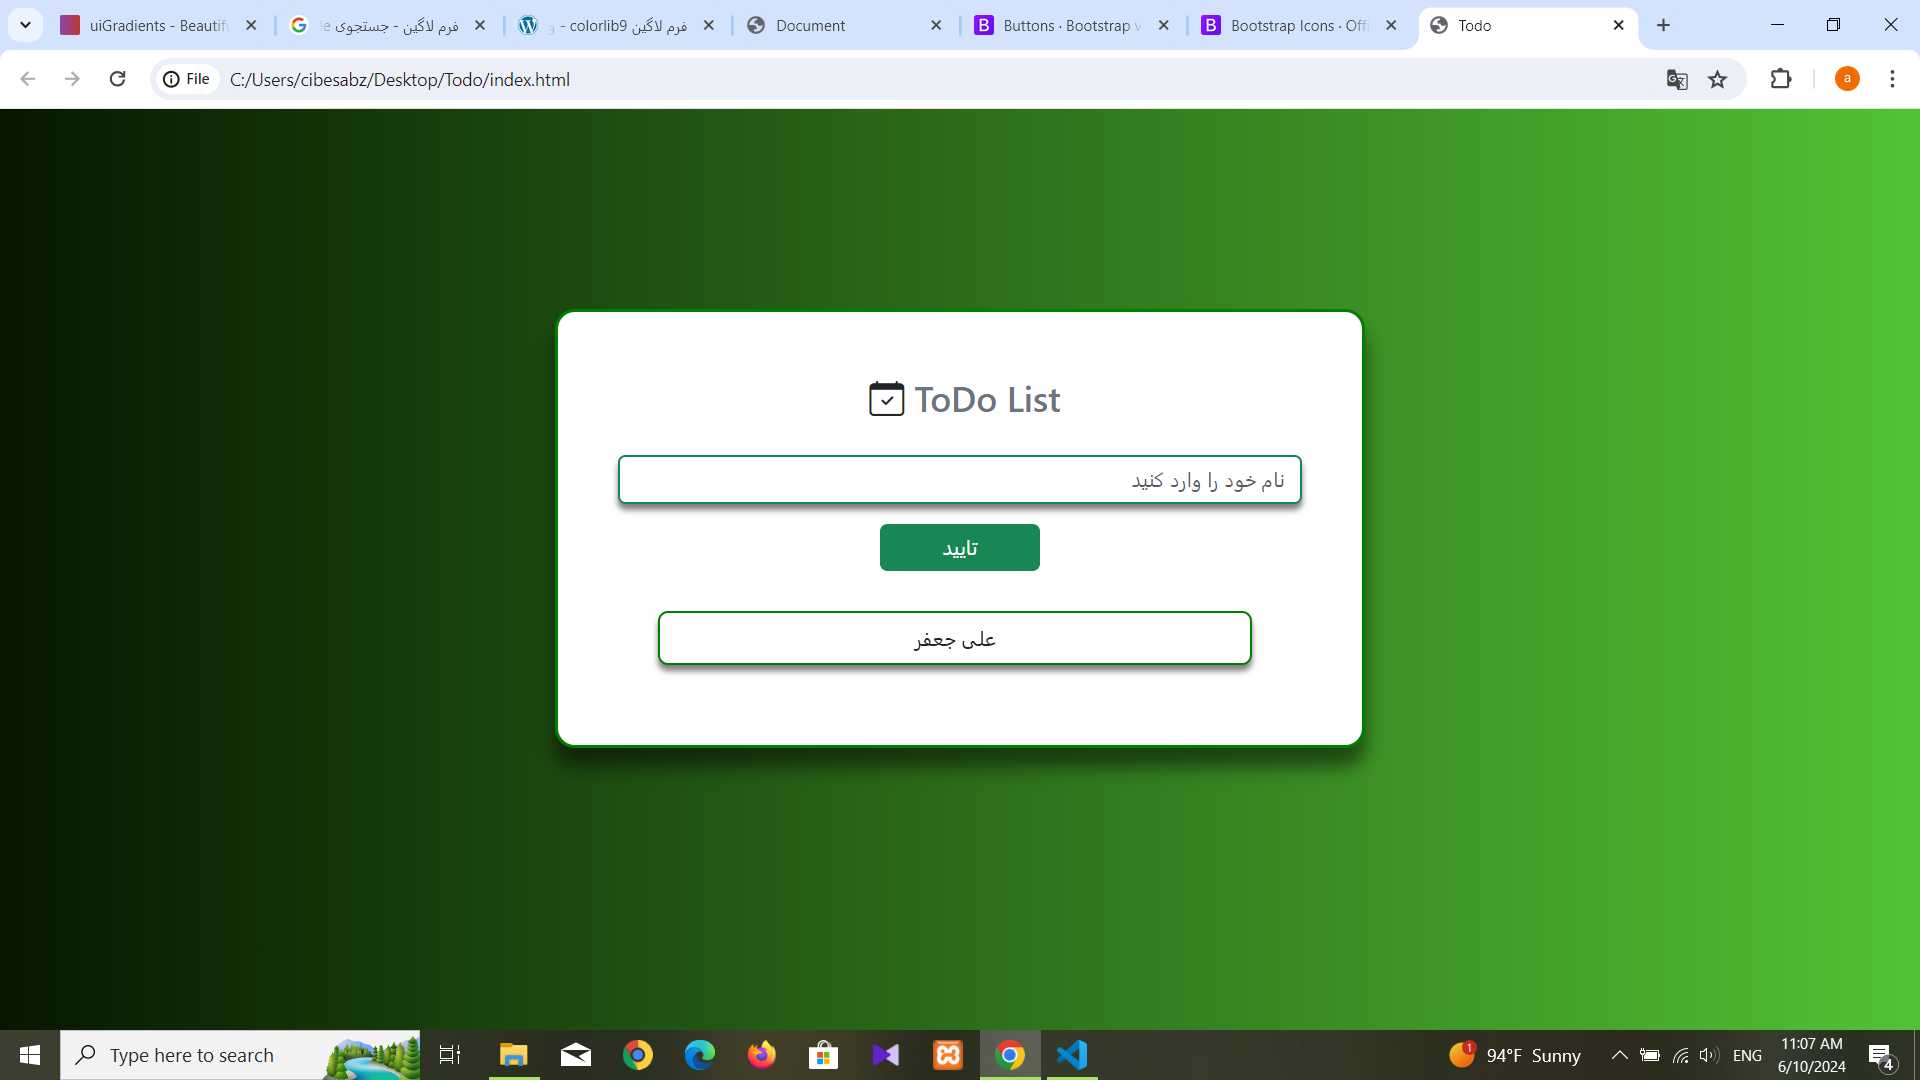 uiGradients - Beautifu
فرم لاگین - جستجوی le
فرم لاگین colorlib9 - و
Document
Buttons · Bootstrap v
Bootstrap Icons · Offi
Todo
File
C:/Users/cibesabz/Desktop/Todo/index.html
a
ToDo List
نام خود را وارد کنید
تایید
علی جعفر
Type here to search
1
94°F Sunny
ENG
11:07 AM
6/10/2024
4